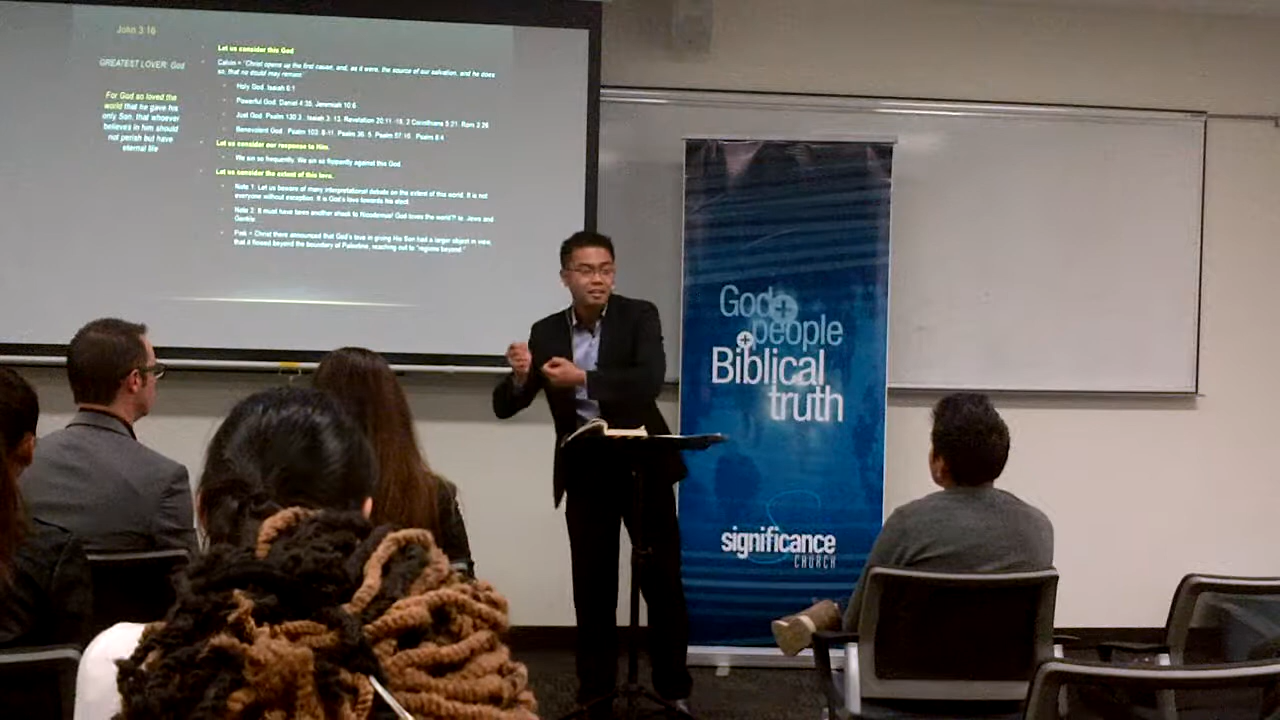 John 3:16
GREATEST LOVER: God
For God so loved the
world that he gave his
only Son, that whoever
believes in him should
not perish but have
eternal life
Let us consider this God
Calvin = "Christ opens up the first cause, and, as it were, the source of our salvation, and he does
so, that no doubt may remain"
Holy God. Isaiah 6:1
Powerful God. Daniel 4:35, Jeremiah 10:6
Just God. Psalm 130:3 . Isaiah 3: 13. Revelation 20:11 -15, 2 Corinthians 5:21. Rom 3:26
Benevolent God. Psalm 103: 8-11. Psalm 36: 5. Psalm 57:10 . Psalm 8:4
Let us consider our response to Him.
We sin so frequently. We sin so flippantly against this God
Let us consider the extent of this love.
Note 1: Let us beware of many interpretational debate on the extent of this world. It is not
everyone without exception. It is God's love towards his elect.
Note 2: It must have been another shock to Nicodemus! God loves the world?! to Jews and
Gentile.
Pink = Christ there announced that God's love in giving His Son had a larger object in view,
that it flowed beyond the boundary of Palestine, reaching out to "regions beyond."
God+
+people
Biblical
truth
significance
CHURCH